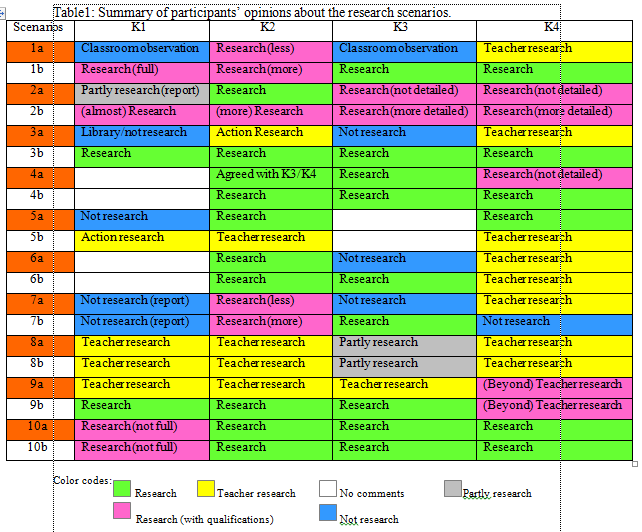 Table1: Summary of participants' opinions about the research scenarios.
Scenarios K1 K2 K3 K4
1a Classroom observation Research (less) Classroom observation Teacher research
1b Research (full) Research (more) Research Research
2a Partly research (report) Research Research (not detailed) Research (not detailed)
2b (almost) Research (more) Research Research (more detailed) Research (more detailed)
3a Library/not research Action Research Not research Teacher research
3b Research Research Research Research
4a Agreed with K3/K4 Research Research (not detailed)
4b Research Research Research
5a Not research Research Research
5b Action research Teacher research Teacher research
6a Research Not research Teacher research
6b Research Research Teacher research
7a Not research (report) Research (less) Not research Teacher research
7b Not research (report) Research (more) Research Not research
8a Teacher research Teacher research Partly research Teacher research
8b Teacher research Teacher research Partly research Teacher research
9a Teacher research Teacher research Teacher research (Beyond) Teacher research
9b Research Research Research (Beyond) Teacher research
10a Research (not full) Research Research Research
10b Research (not full) Research Research Research
Color codes: Research Teacher research No comments Partly research
Research (with qualifications) Not research